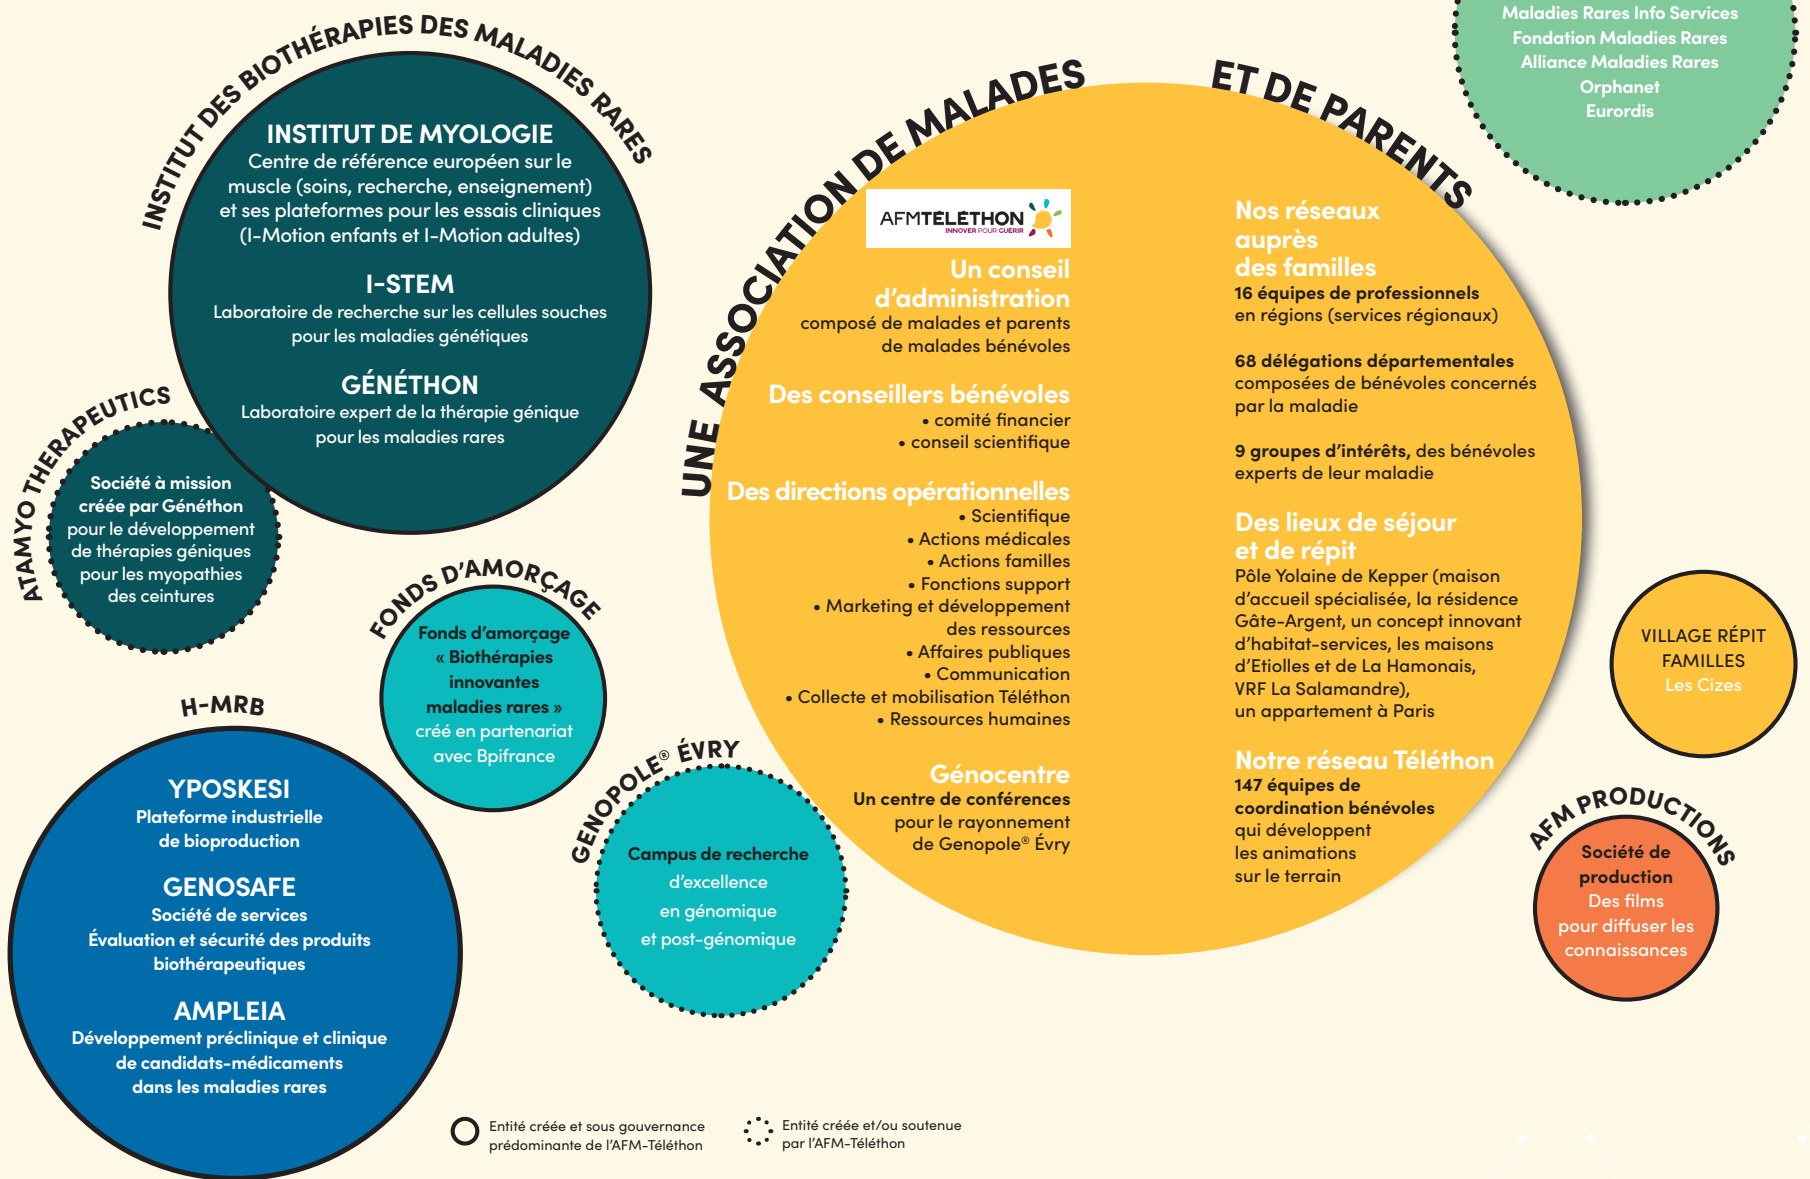 INSTITUT DES BIOTHÉRAPIES DES MALADIES RARES
INSTITUT DE MYOLOGIE
Centre de référence européen sur le
muscle (soins, recherche, enseignement)
et ses plateformes pour les essais cliniques
(I-Motion enfants et I-Motion adultes)
I-STEM
Laboratoire de recherche sur les cellules souches
pour les maladies génétiques
GÉNÉTHON
Laboratoire expert de la thérapie génique
pour les maladies rares
ATAMYO THERAPEUTICS
Société à mission
créée par Généthon
pour le développement
de thérapies géniques
pour les myopathies
des ceintures
FONDS D'AMORÇAGE
Fonds d'amorçage
« Biothérapies
innovantes
maladies rares »
créé en partenariat
avec Bpifrance
H-MRB
YPOSKESI
Plateforme industrielle
de bioproduction
GENOSAFE
Société de services
Évaluation et sécurité des produits
biothérapeutiques
AMPLEIA
Développement préclinique et clinique
de candidats-médicaments
dans les maladies rares
GENOPOLE® ÉVRY
Campus de recherche
d'excellence
en génomique
et post-génomique
UNE ASSOCIATION DE MALADES ET DE PARENTS
AFMTÉLÉTHON
INNOVER POUR GUÉRIR
Un conseil
d'administration
composé de malades et parents
de malades bénévoles
Des conseillers bénévoles
• comité financier
• conseil scientifique
Des directions opérationnelles
• Scientifique
• Actions médicales
• Actions familles
• Fonctions support
• Marketing et développement
des ressources
• Affaires publiques
• Communication
• Collecte et mobilisation Téléthon
• Ressources humaines
Génocentre
Un centre de conférences
pour le rayonnement
de Genopole® Évry
Nos réseaux
auprès
des familles
16 équipes de professionnels
en régions (services régionaux)
68 délégations départementales
composées de bénévoles concernés
par la maladie
9 groupes d'intérêts, des bénévoles
experts de leur maladie
Des lieux de séjour
et de répit
Pôle Yolaine de Kepper (maison
d'accueil spécialisée, la résidence
Gâte-Argent, un concept innovant
d'habitat-services, les maisons
d'Etiolles et de La Hamonais,
VRF La Salamandre),
un appartement à Paris
Notre réseau Téléthon
147 équipes de
coordination bénévoles
qui développent
les animations
sur le terrain
Maladies Rares Info Services
Fondation Maladies Rares
Alliance Maladies Rares
Orphanet
Eurordis
VILLAGE RÉPIT
FAMILLES
Les Cizes
AFM PRODUCTIONS
Société de
production
Des films
pour diffuser les
connaissances
Entité créée et sous gouvernance
prédominante de l'AFM-Téléthon
Entité créée et/ou soutenue
par l'AFM-Téléthon